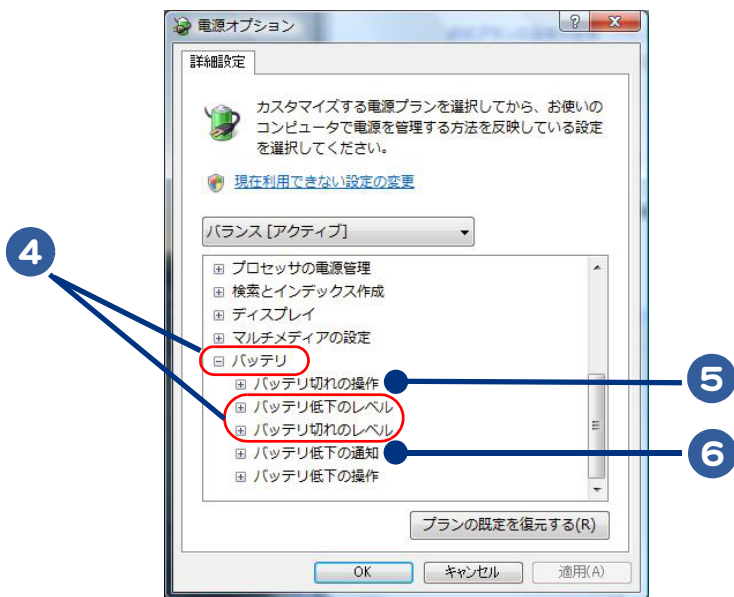 電源オプション
詳細設定
カスタマイズする電源プランを選択してから、お使いの
コンピュータで電源を管理する方法を反映している設定
を選択してください。
現在利用できない設定の変更
バランス [アクティブ]
プロセッサの電源管理
検索とインデックス作成
ディスプレイ
マルチメディアの設定
4
バッテリ
バッテリ切れの操作
5
バッテリ低下のレベル
バッテリ切れのレベル
バッテリ低下の通知
6
バッテリ低下の操作
プランの既定を復元する(R)
OK
キャンセル
適用(A)